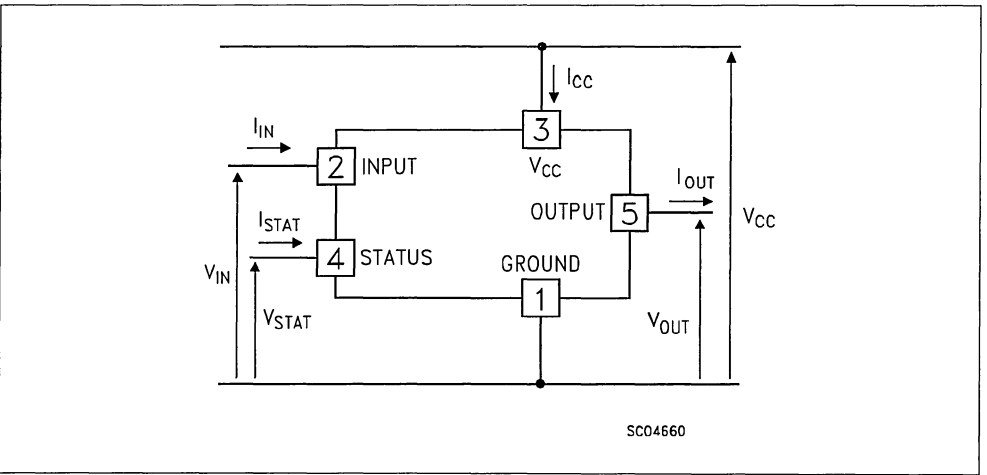 I_CC
3
V_CC
I_IN
2 INPUT
I_OUT
OUTPUT 5
V_CC
I_STAT
4 STATUS
GROUND
1
V_IN
V_STAT
V_OUT
SC04660